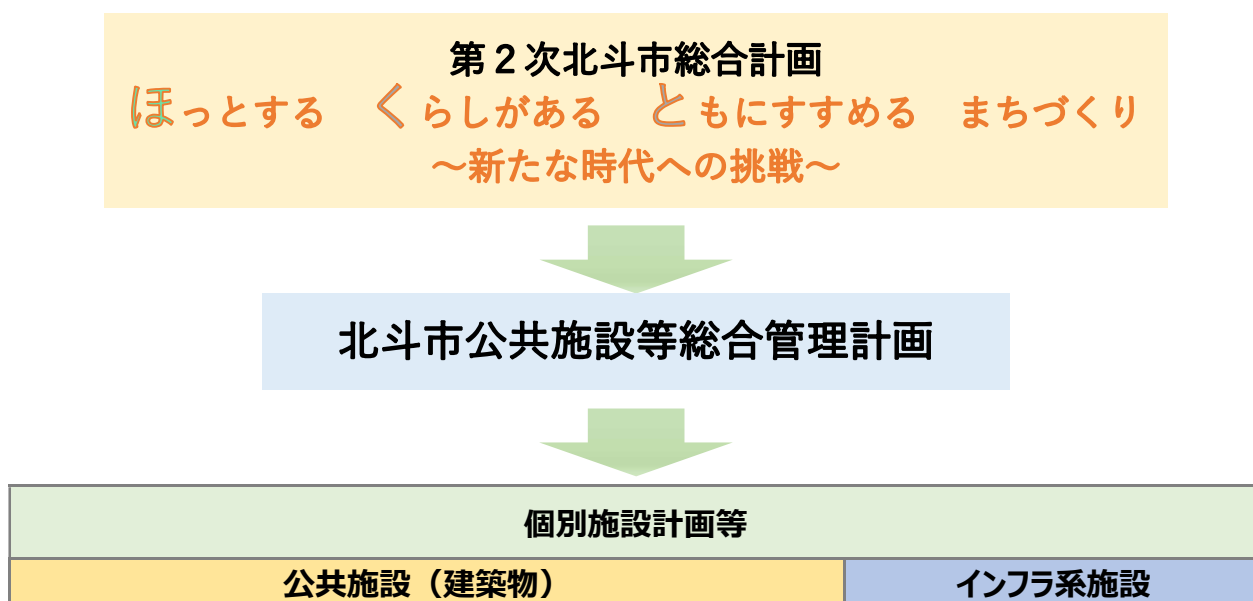 第2次北斗市総合計画
ほっとする　くらしがある　ともにすすめる　まちづくり
～新たな時代への挑戦～
北斗市公共施設等総合管理計画
個別施設計画等
公共施設（建築物）
インフラ系施設